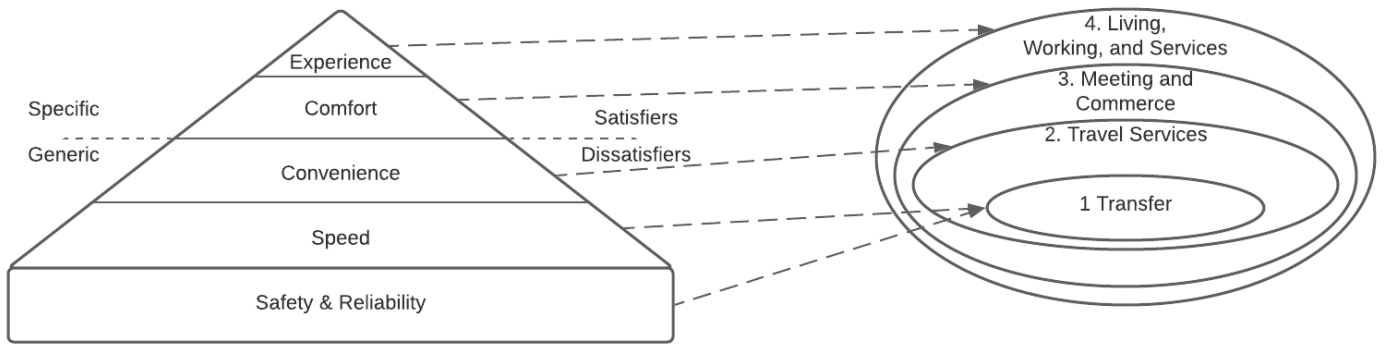 Experience
Specific
Comfort
Satisfiers
Generic
Dissatisfiers
Convenience
Speed
Safety & Reliability
4. Living,
Working, and Services
3. Meeting and
Commerce
2. Travel Services
1 Transfer